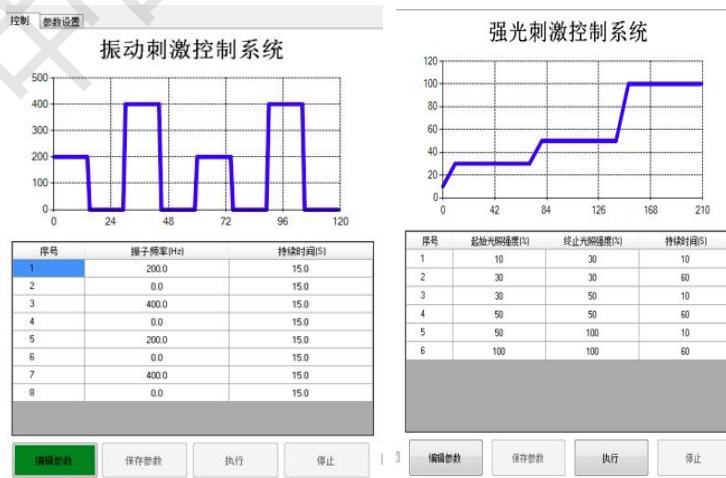 控制 参数设置
振动刺激控制系统
500
400
300
200
100
0
0 24 48 72 96 120
序号 振子频率(Hz) 持续时间(S)
1 200.0 15.0
2 0.0 15.0
3 400.0 15.0
4 0.0 15.0
5 200.0 15.0
6 0.0 15.0
7 400.0 15.0
8 0.0 15.0
编辑参数 保存参数 执行 停止
强光刺激控制系统
120
100
80
60
40
20
0
0 42 84 126 168 210
序号 起始光照强度(%) 终止光照强度(%) 持续时间(S)
1 10 30 10
2 30 30 60
3 30 50 10
4 50 50 60
5 50 100 10
6 100 100 60
编辑参数 保存参数 执行 停止